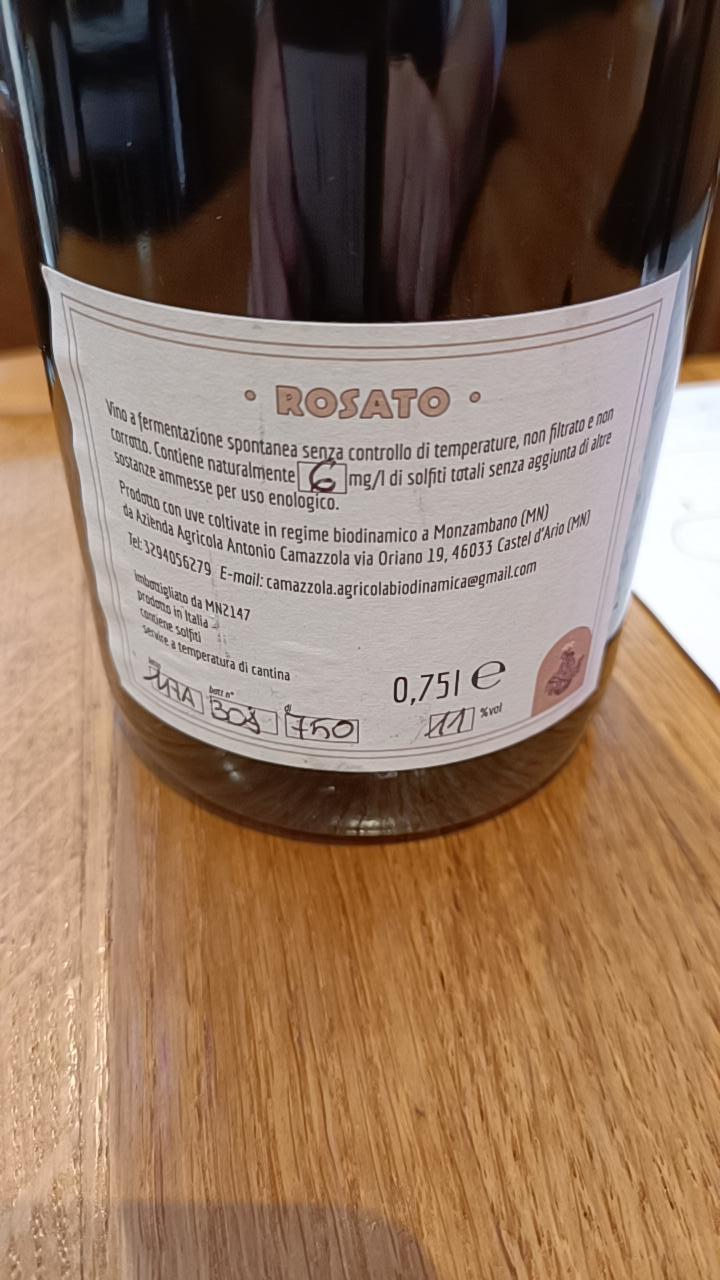 • ROSATO •
Vino a fermentazione spontanea senza controllo di temperature, non filtrato e non
corrotto. Contiene naturalmente 6 mg/l di solfiti totali senza aggiunta di altre
sostanze ammesse per uso enologico.
Prodotto con uve coltivate in regime biodinamico a Monzambano (MN)
da Azienda Agricola Antonio Camazzola via Oriano 19, 46033 Castel d'Ario (MN)
Tel: 3294056279 E-mail: camazzola.agricolabiodinamica@gmail.com
Imbottigliato da MN2147
prodotto in Italia
contiene solfiti
servire a temperatura di cantina
0,75l e
bott n° di 750 11 %vol